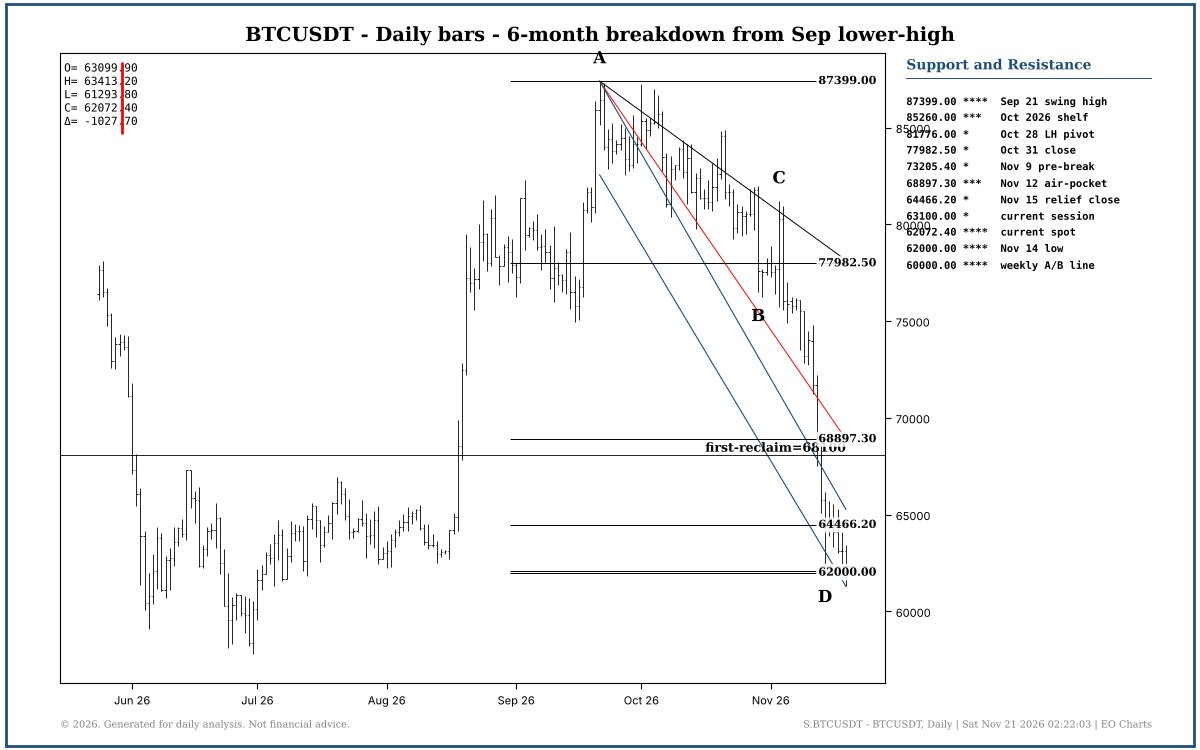 BTCUSDT - Daily bars - 6-month breakdown from Sep lower-high
O= 63099.90
H= 63413.20
L= 61293.80
C= 62072.40
Δ= -1027.70
A
87399.00
C
77982.50
B
68897.30
first-reclaim=68100
64466.20
62000.00
D
85000
80000
75000
70000
65000
60000
Jun 26
Jul 26
Aug 26
Sep 26
Oct 26
Nov 26
Support and Resistance
87399.00 **** Sep 21 swing high
85260.00 *** Oct 2026 shelf
81776.00 * Oct 28 LH pivot
77982.50 * Oct 31 close
73205.40 * Nov 9 pre-break
68897.30 *** Nov 12 air-pocket
64466.20 * Nov 15 relief close
63100.00 * current session
62072.40 **** current spot
62000.00 **** Nov 14 low
60000.00 **** weekly A/B line
© 2026. Generated for daily analysis. Not financial advice.
S.BTCUSDT - BTCUSDT, Daily | Sat Nov 21 2026 02:22:03 | EO Charts